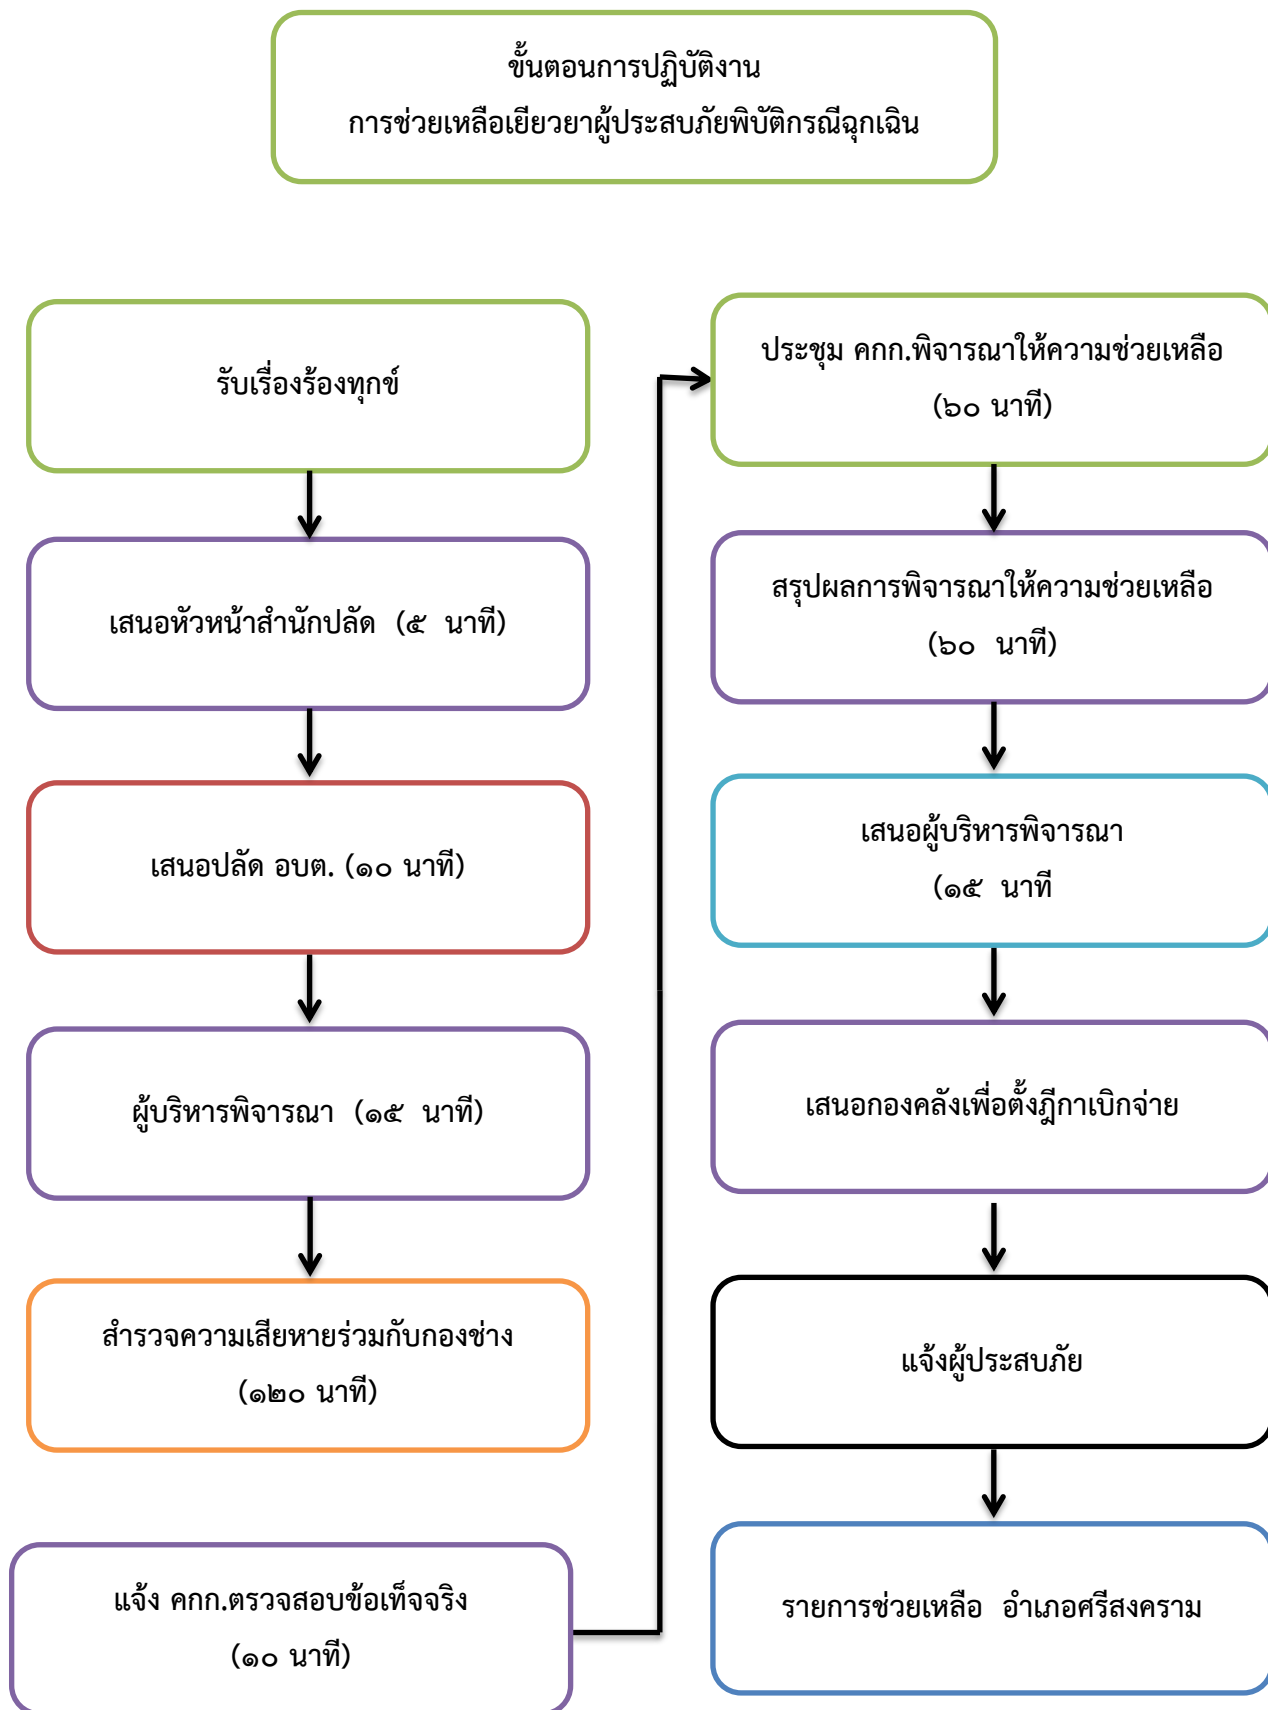 ขั้นตอนการปฏิบัติงาน
การช่วยเหลือเยียวยาผู้ประสบภัยพิบัติกรณีฉุกเฉิน
รับเรื่องร้องทุกข์
เสนอหัวหน้าสำนักปลัด (๕ นาที)
เสนอปลัด อบต. (๑๐ นาที)
ผู้บริหารพิจารณา (๑๕ นาที)
สำรวจความเสียหายร่วมกับกองช่าง
(๑๒๐ นาที)
แจ้ง คกก.ตรวจสอบข้อเท็จจริง
(๑๐ นาที)
ประชุม คกก.พิจารณาให้ความช่วยเหลือ
(๖๐ นาที)
สรุปผลการพิจารณาให้ความช่วยเหลือ
(๖๐ นาที)
เสนอผู้บริหารพิจารณา
(๑๕ นาที
เสนอกองคลังเพื่อตั้งฎีกาเบิกจ่าย
แจ้งผู้ประสบภัย
รายการช่วยเหลือ อำเภอศรีสงคราม